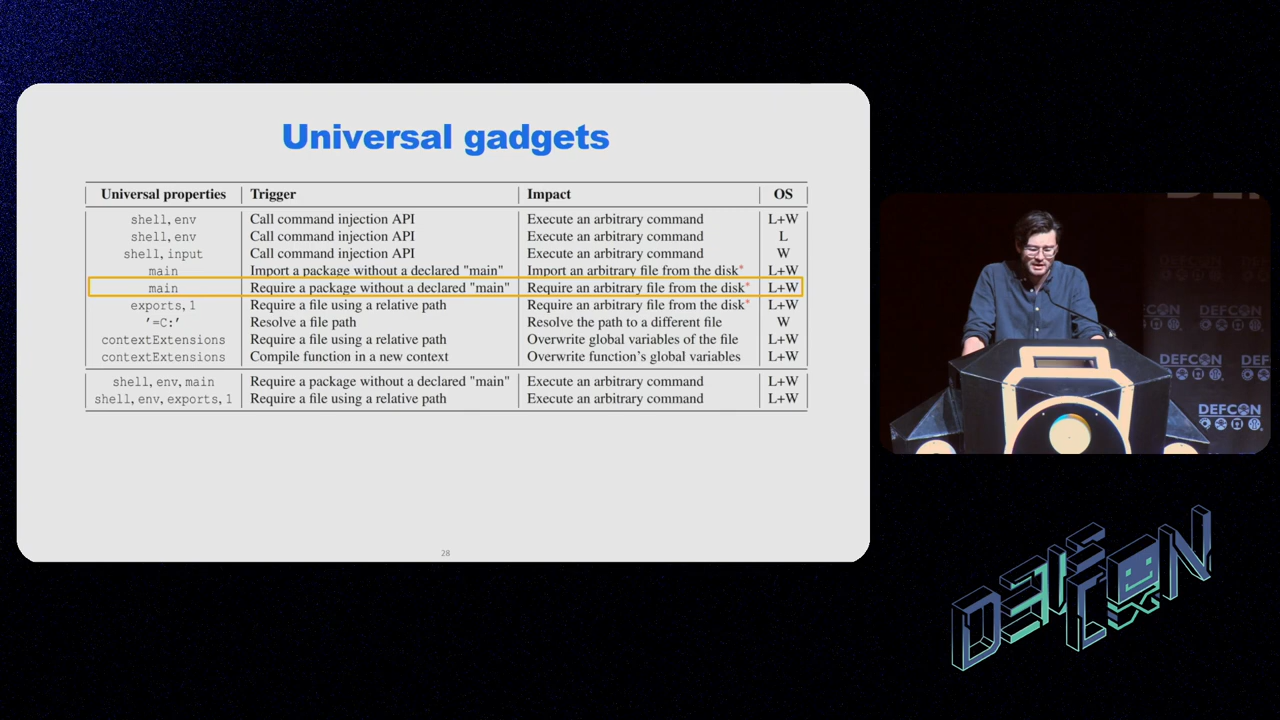 Universal gadgets
Universal properties Trigger Impact OS
shell, env Call command injection API Execute an arbitrary command L+W
shell, env Call command injection API Execute an arbitrary command L
shell, input Call command injection API Execute an arbitrary command W
main Import a package without a declared "main" Import an arbitrary file from the disk* L+W
main Require a package without a declared "main" Require an arbitrary file from the disk* L+W
exports, 1 Require a file using a relative path Require an arbitrary file from the disk* L+W
'=C:' Resolve a file path Resolve the path to a different file W
contextExtensions Require a file using a relative path Overwrite global variables of the file L+W
contextExtensions Compile function in a new context Overwrite function's global variables L+W
shell, env, main Require a package without a declared "main" Execute an arbitrary command L+W
shell, env, exports, 1 Require a file using a relative path Execute an arbitrary command L+W
28
DEFCON
DEFCON
DEFCON